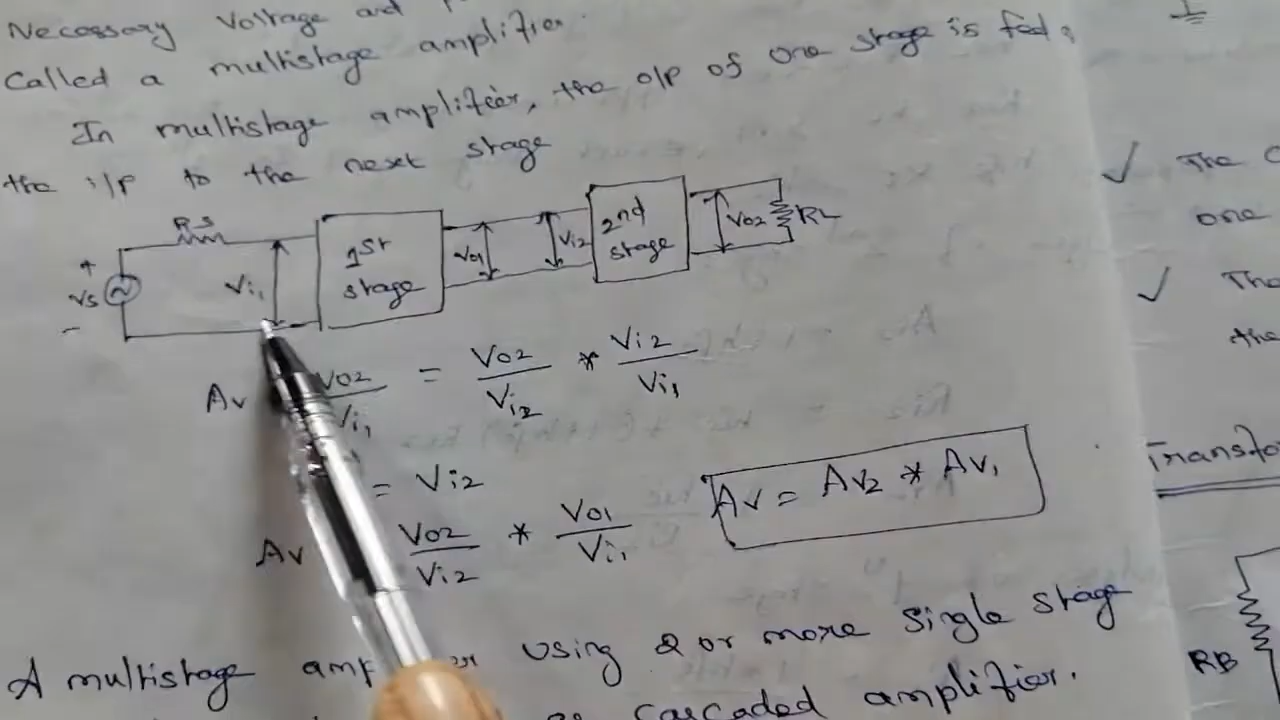 Necessary Voltage and
Called a multistage amplifier.
In multistage amplifier, the o/p of one stage is fed
the i/p to the next stage
Rs
+
Vs
-
Vi1
1st stage
Vo1
Vi2
2nd stage
Vo2
RL
Av Vo2/Vi1 = Vo2/Vi2 * Vi2/Vi1
= Vi2
Av Vo2/Vi2 * Vo1/Vi1
Av = Av2 * Av1
A multistage using 2 or more single stage
cascaded amplifier.
✓ The
one
✓ The
the
RB